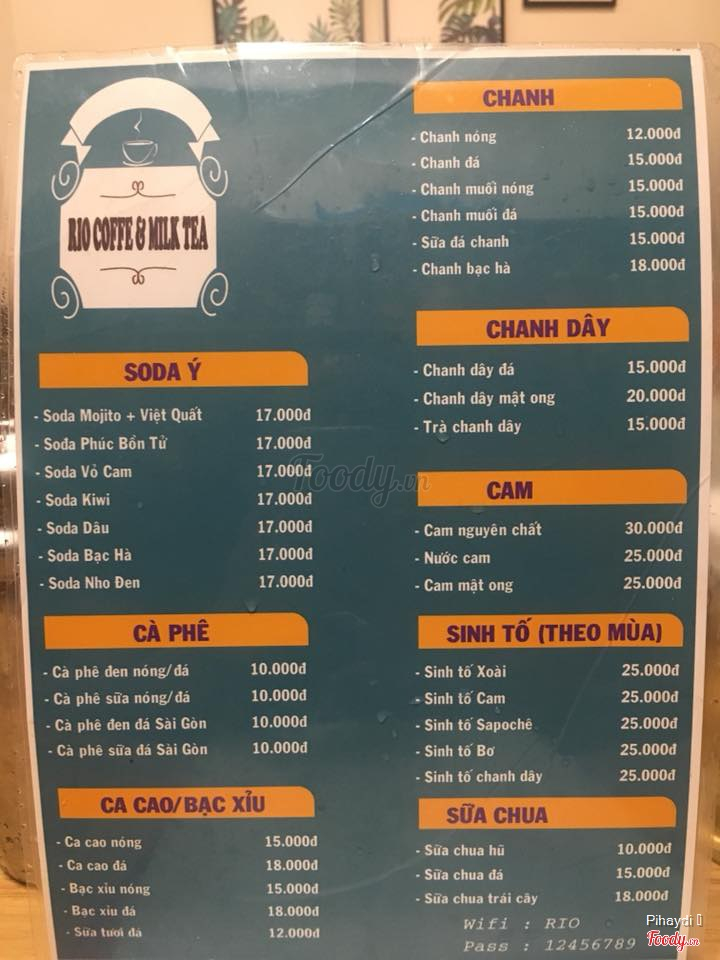 RIO COFFE & MILK TEA
SODA Ý
- Soda Mojito + Việt Quất 17.000đ
- Soda Phúc Bồn Tử 17.000đ
- Soda Vỏ Cam 17.000đ
- Soda Kiwi 17.000đ
- Soda Dâu 17.000đ
- Soda Bạc Hà 17.000đ
- Soda Nho Đen 17.000đ
CÀ PHÊ
- Cà phê đen nóng/đá 10.000đ
- Cà phê sữa nóng/đá 10.000đ
- Cà phê đen đá Sài Gòn 10.000đ
- Cà phê sữa đá Sài Gòn 10.000đ
CA CAO/BẠC XỈU
- Ca cao nóng 15.000đ
- Ca cao đá 18.000đ
- Bạc xỉu nóng 15.000đ
- Bạc xỉu đá 18.000đ
- Sữa tươi đá 12.000đ
CHANH
- Chanh nóng 12.000đ
- Chanh đá 15.000đ
- Chanh muối nóng 15.000đ
- Chanh muối đá 15.000đ
- Sữa đá chanh 15.000đ
- Chanh bạc hà 18.000đ
CHANH DÂY
- Chanh dây đá 15.000đ
- Chanh dây mật ong 20.000đ
- Trà chanh dây 15.000đ
CAM
- Cam nguyên chất 30.000đ
- Nước cam 25.000đ
- Cam mật ong 25.000đ
SINH TỐ (THEO MÙA)
- Sinh tố Xoài 25.000đ
- Sinh tố Cam 25.000đ
- Sinh tố Sapochê 25.000đ
- Sinh tố Bơ 25.000đ
- Sinh tố chanh dây 25.000đ
SỮA CHUA
- Sữa chua hũ 10.000đ
- Sữa chua đá 15.000đ
- Sữa chua trái cây 18.000đ
Wifi : RIO
Pass : 12456789
Foody.vn
Pihaydi
Foody.vn